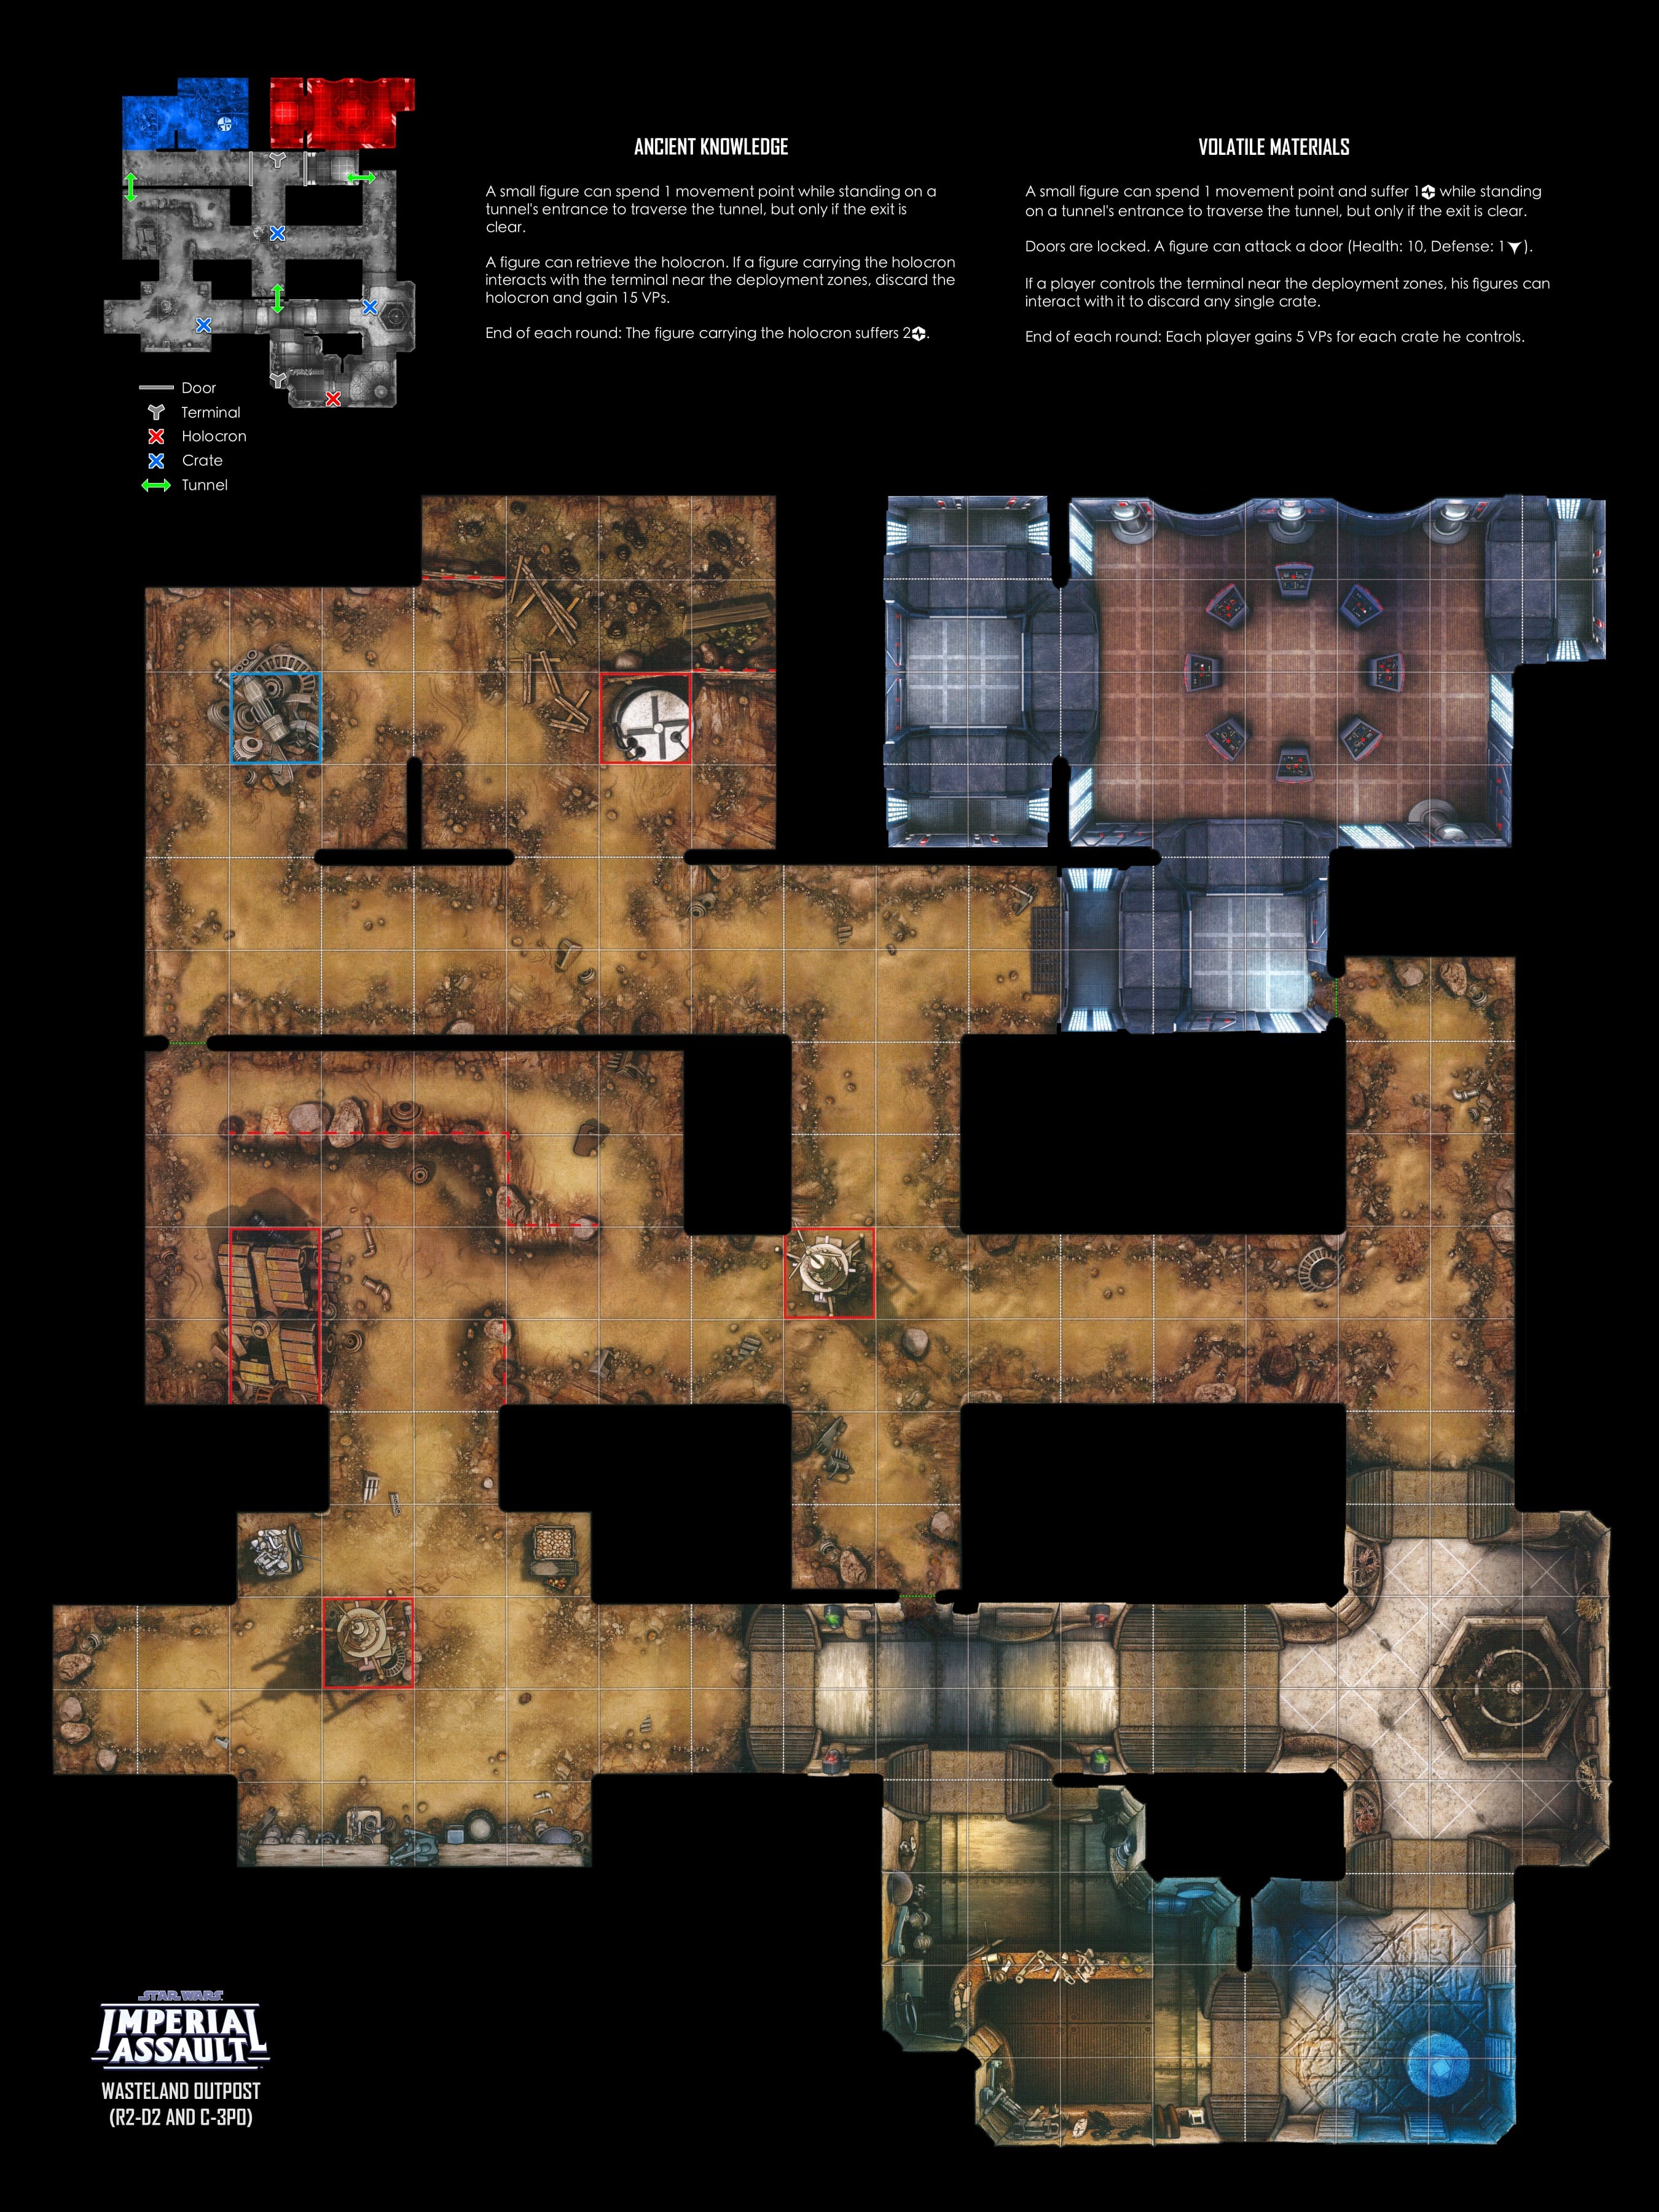 ANCIENT KNOWLEDGE
A small figure can spend 1 movement point while standing on a
tunnel's entrance to traverse the tunnel, but only if the exit is
clear.
A figure can retrieve the holocron. If a figure carrying the holocron
interacts with the terminal near the deployment zones, discard the
holocron and gain 15 VPs.
End of each round: The figure carrying the holocron suffers 2.
VOLATILE MATERIALS
A small figure can spend 1 movement point and suffer 1 while standing
on a tunnel's entrance to traverse the tunnel, but only if the exit is clear.
Doors are locked. A figure can attack a door (Health: 10, Defense: 1).
If a player controls the terminal near the deployment zones, his figures can
interact with it to discard any single crate.
End of each round: Each player gains 5 VPs for each crate he controls.
Door
Terminal
Holocron
Crate
Tunnel
STAR WARS
IMPERIAL
ASSAULT
WASTELAND OUTPOST
(R2-D2 AND C-3PO)